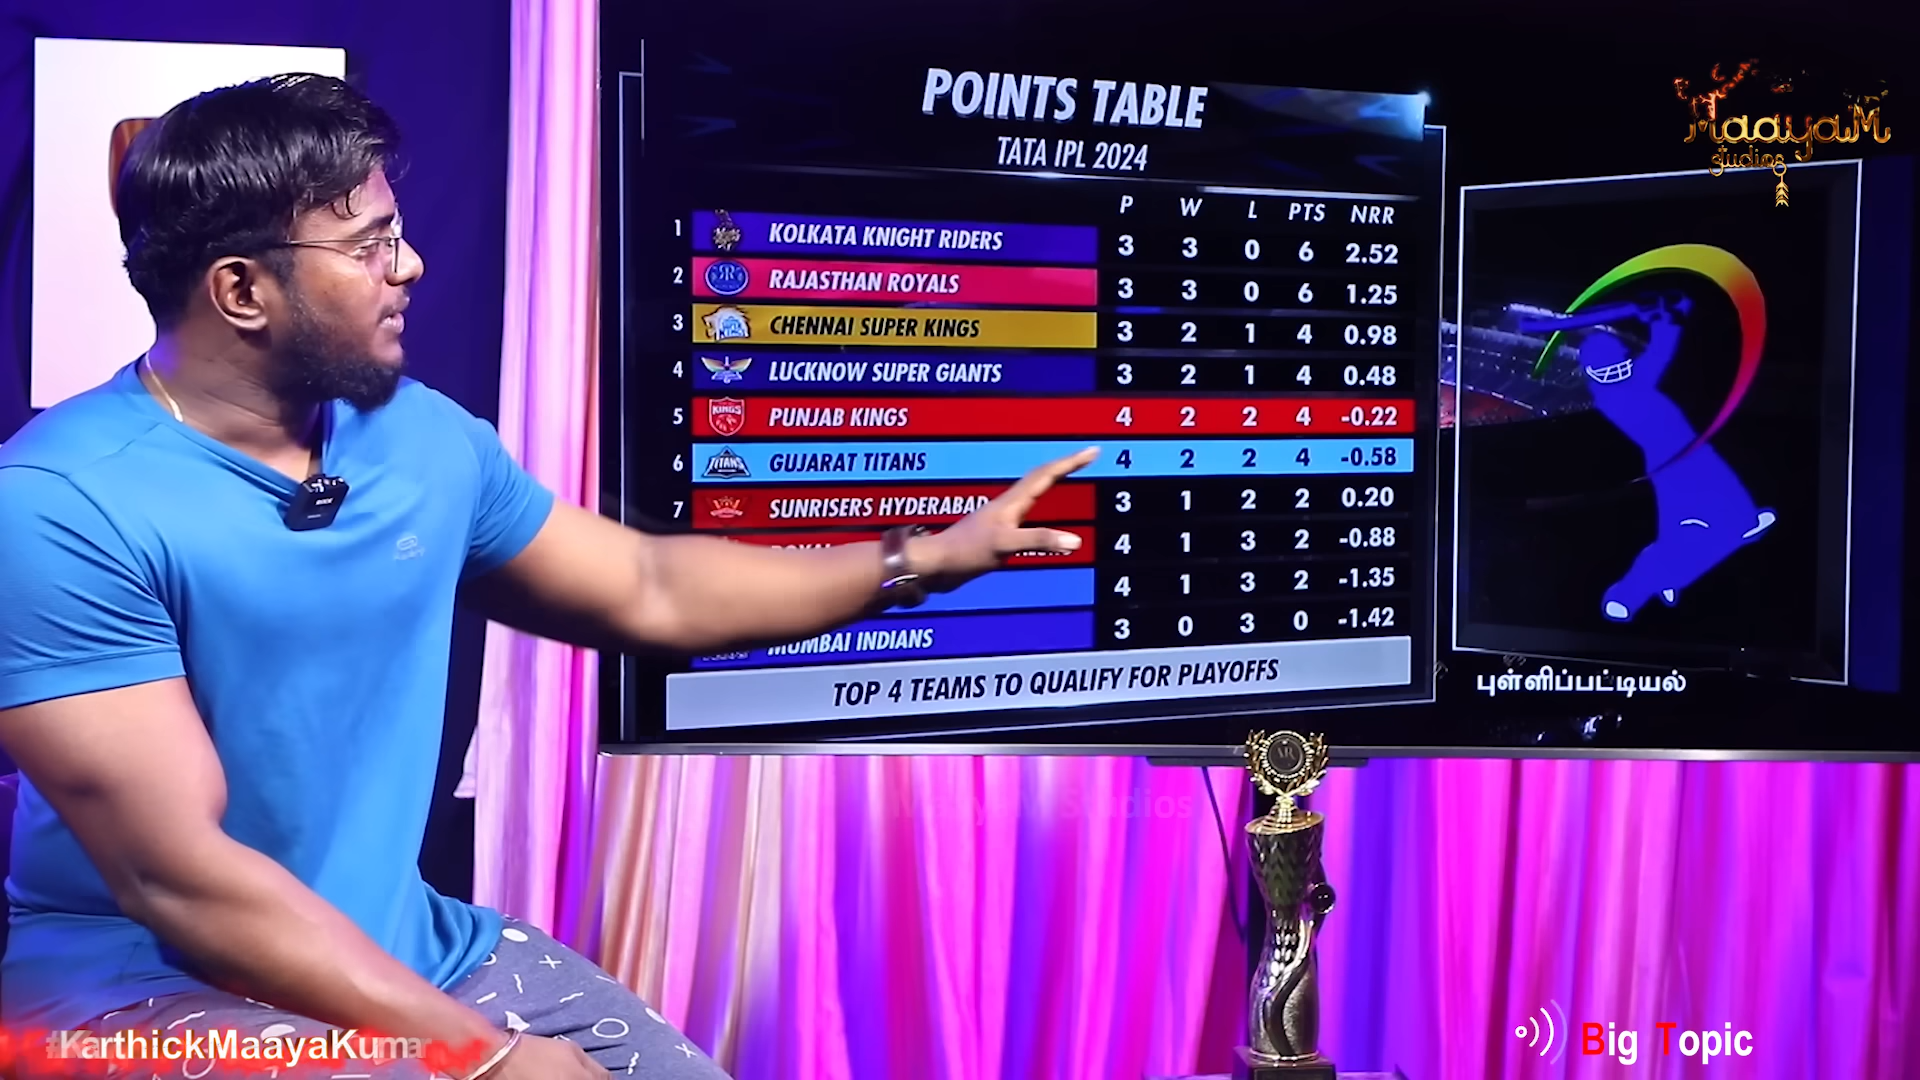 POINTS TABLE
TATA IPL 2024
P W L PTS NRR
1 KOLKATA KNIGHT RIDERS 3 3 0 6 2.52
2 RAJASTHAN ROYALS 3 3 0 6 1.25
3 CHENNAI SUPER KINGS 3 2 1 4 0.98
4 LUCKNOW SUPER GIANTS 3 2 1 4 0.48
5 KINGS PUNJAB KINGS 4 2 2 4 -0.22
6 TITANS GUJARAT TITANS 4 2 2 4 -0.58
7 SUNRISERS HYDERABAD 3 1 2 2 0.20
4 1 3 2 -0.88
4 1 3 2 -1.35
MUMBAI INDIANS 3 0 3 0 -1.42
TOP 4 TEAMS TO QUALIFY FOR PLAYOFFS
MaayaM
studios
புள்ளிப்பட்டியல்
Maayam Studios
#KarthickMaayaKumar
Big Topic